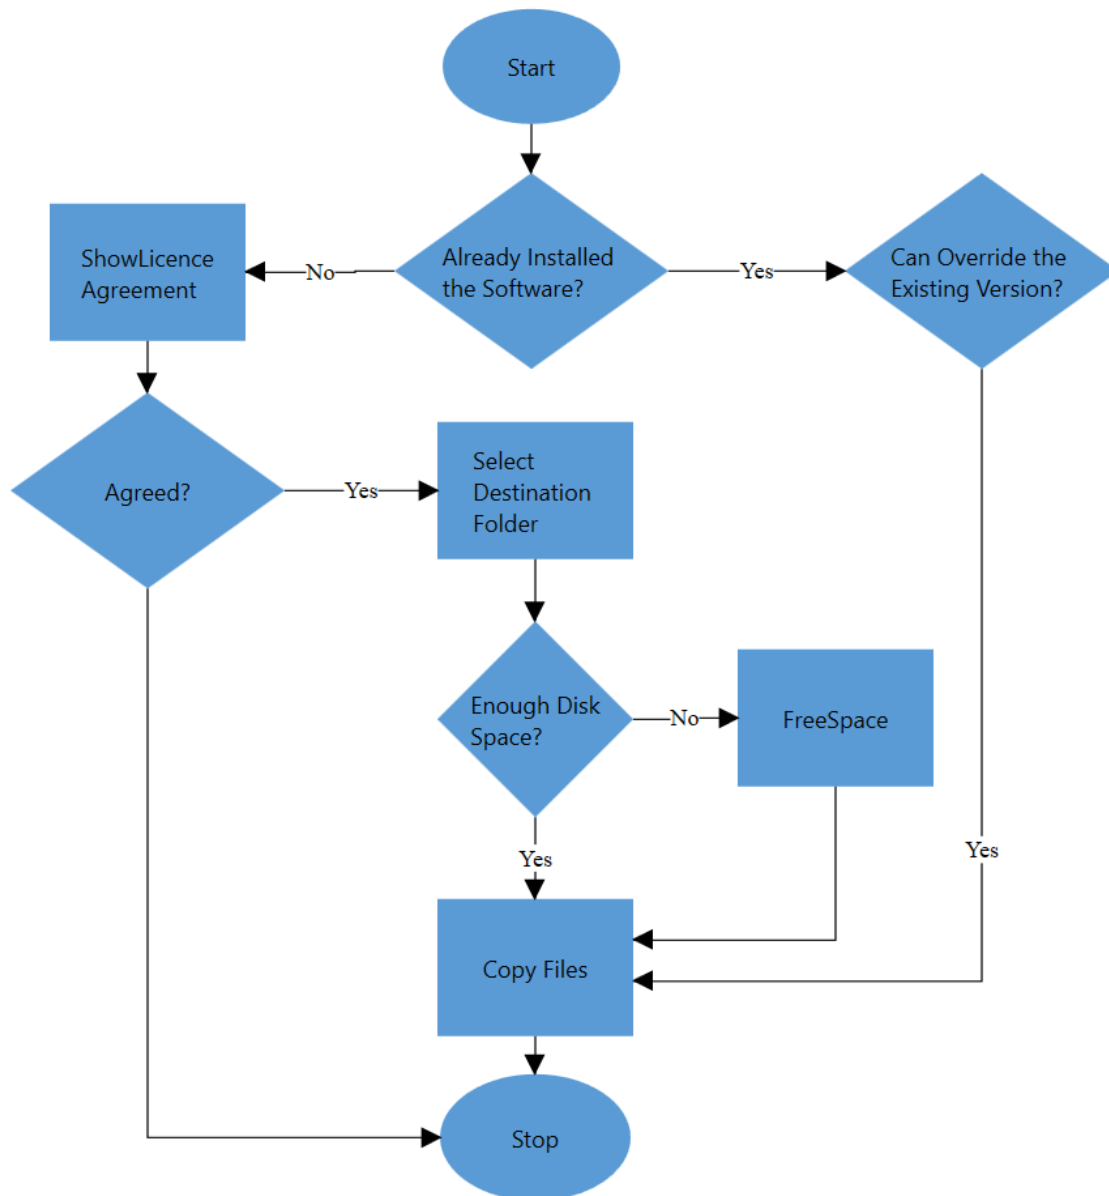 Start
ShowLicence
Agreement
No
Already Installed
the Software?
Yes
Can Override the
Existing Version?
Agreed?
Yes
Select
Destination
Folder
Enough Disk
Space?
No
FreeSpace
Yes
Yes
Copy Files
Stop